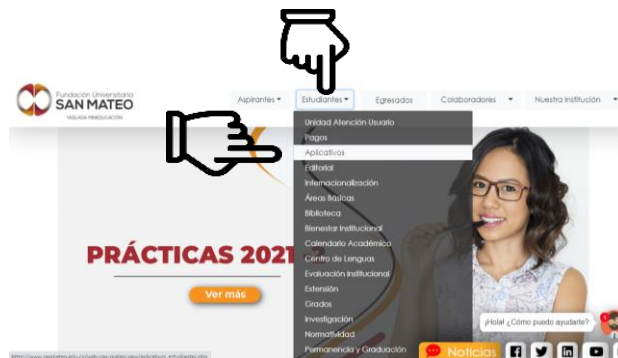 Fundación Universitaria
SAN MATEO
VIGILADA MINEDUCACIÓN
Aspirantes
Estudiantes
Egresados
Colaboradores
Nuestra Institución
Unidad Atención Usuario
Pagos
Aplicativos
Editorial
Internacionalización
Áreas Básicas
Biblioteca
Bienestar Institucional
Calendario Académico
Centro de Lenguas
Evaluación Institucional
Extensión
Grados
Investigación
Normatividad
Permanencia y Graduación
PRÁCTICAS 2021
Ver más
¡Hola! ¿Cómo puedo ayudarte?
Noticias